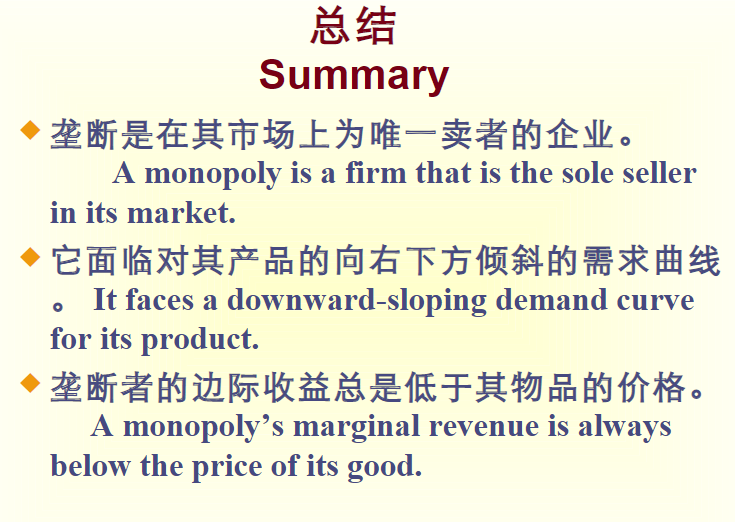 总结
Summary
垄断是在其市场上为唯一卖者的企业。
A monopoly is a firm that is the sole seller
in its market.
它面临对其产品的向右下方倾斜的需求曲线
。 It faces a downward-sloping demand curve
for its product.
垄断者的边际收益总是低于其物品的价格。
A monopoly’s marginal revenue is always
below the price of its good.